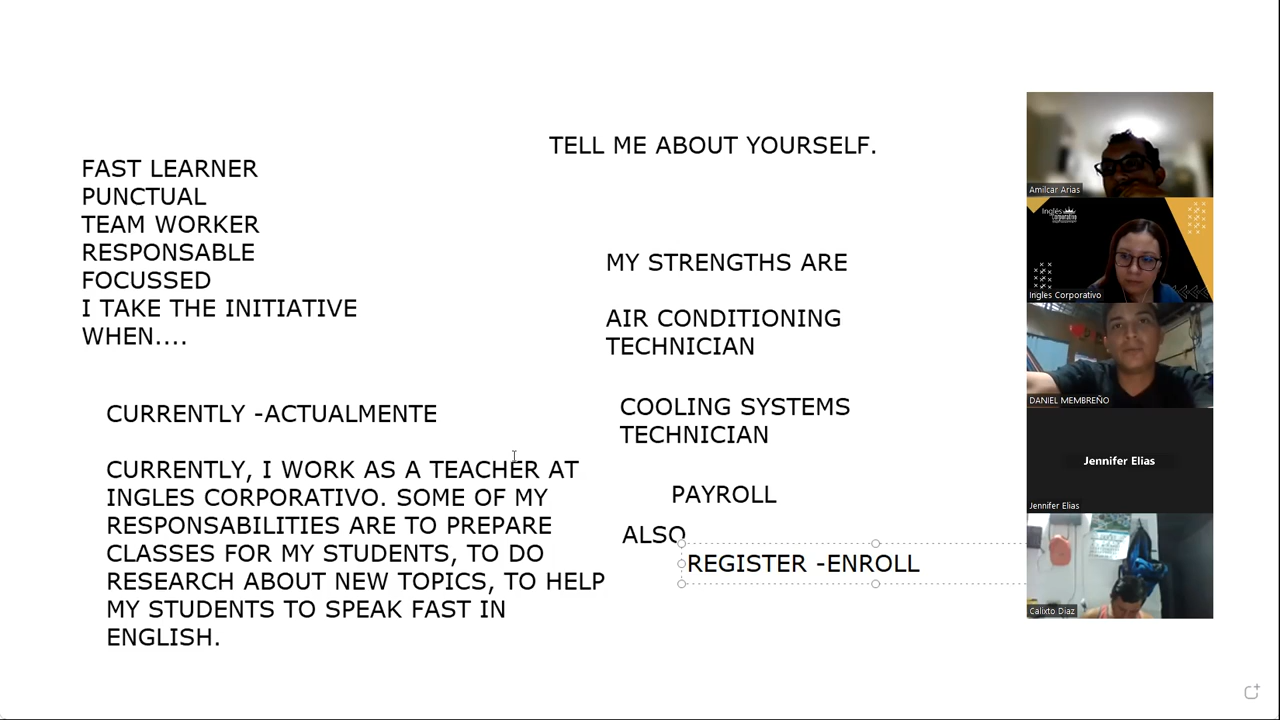 TELL ME ABOUT YOURSELF.
FAST LEARNER
PUNCTUAL
TEAM WORKER
RESPONSABLE
FOCUSSED
I TAKE THE INITIATIVE
WHEN....
MY STRENGTHS ARE
AIR CONDITIONING
TECHNICIAN
COOLING SYSTEMS
TECHNICIAN
PAYROLL
ALSO
REGISTER -ENROLL
CURRENTLY -ACTUALMENTE
CURRENTLY, I WORK AS A TEACHER AT
INGLES CORPORATIVO. SOME OF MY
RESPONSABILITIES ARE TO PREPARE
CLASSES FOR MY STUDENTS, TO DO
RESEARCH ABOUT NEW TOPICS, TO HELP
MY STUDENTS TO SPEAK FAST IN
ENGLISH.
Amilcar Arias
Inglés
Corporativo
Ingles Corporativo
DANIEL MEMBREÑO
Jennifer Elias
Jennifer Elias
Calixto Diaz